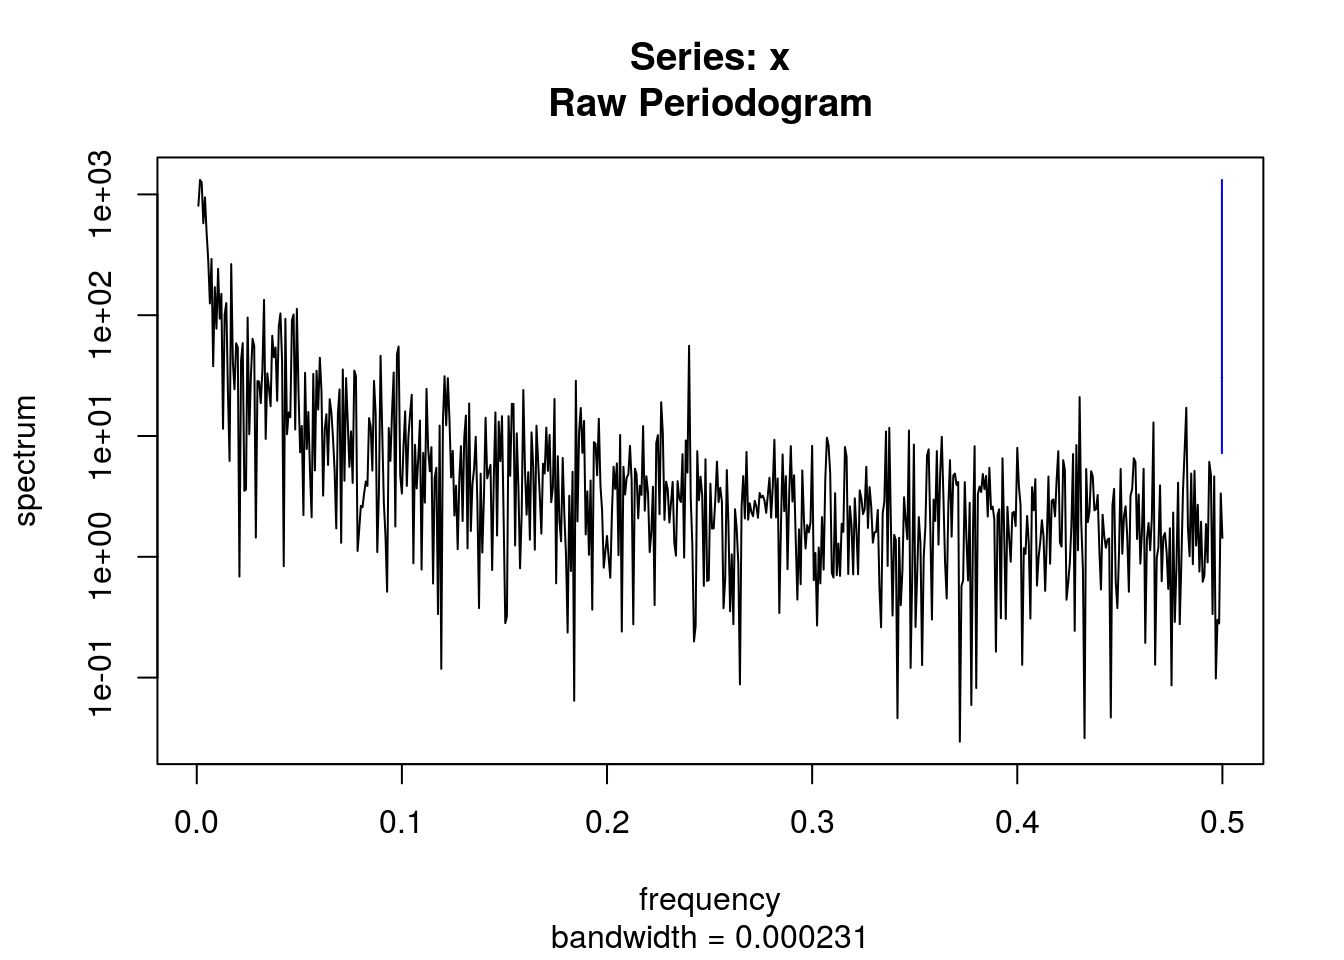 Series: x
Raw Periodogram
spectrum
1e+03
1e+02
1e+01
1e+00
1e-01
0.0 0.1 0.2 0.3 0.4 0.5
frequency
bandwidth = 0.000231